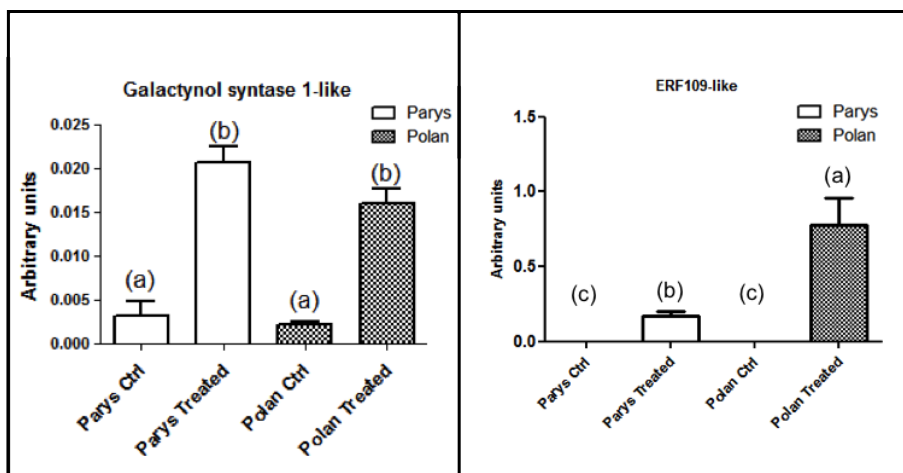 Galactynol syntase 1-like
Parys
Polan
Arbitrary units
0.025
0.020
0.015
0.010
0.005
0.000
(a)
(b)
(a)
(b)
Parys Ctrl
Parys Treated
Polan Ctrl
Polan Treated
ERF109-like
Parys
Polan
Arbitrary units
1.5
1.0
0.5
0.0
(c)
(b)
(c)
(a)
Parys Ctrl
Parys Treated
Polan Ctrl
Polan Treated